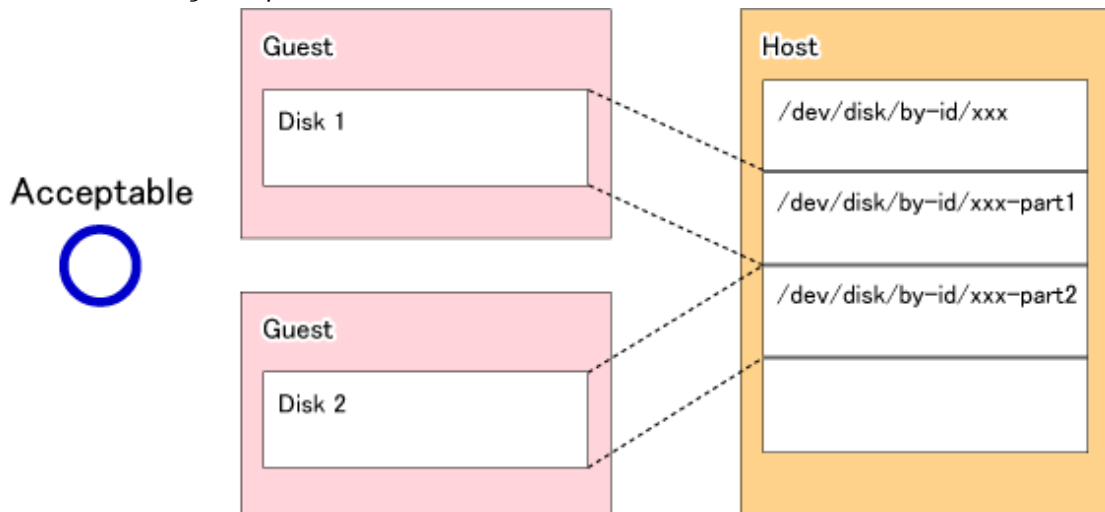 Acceptable
Guest
Disk 1
Guest
Disk 2
Host
/dev/disk/by-id/xxx
/dev/disk/by-id/xxx-part1
/dev/disk/by-id/xxx-part2